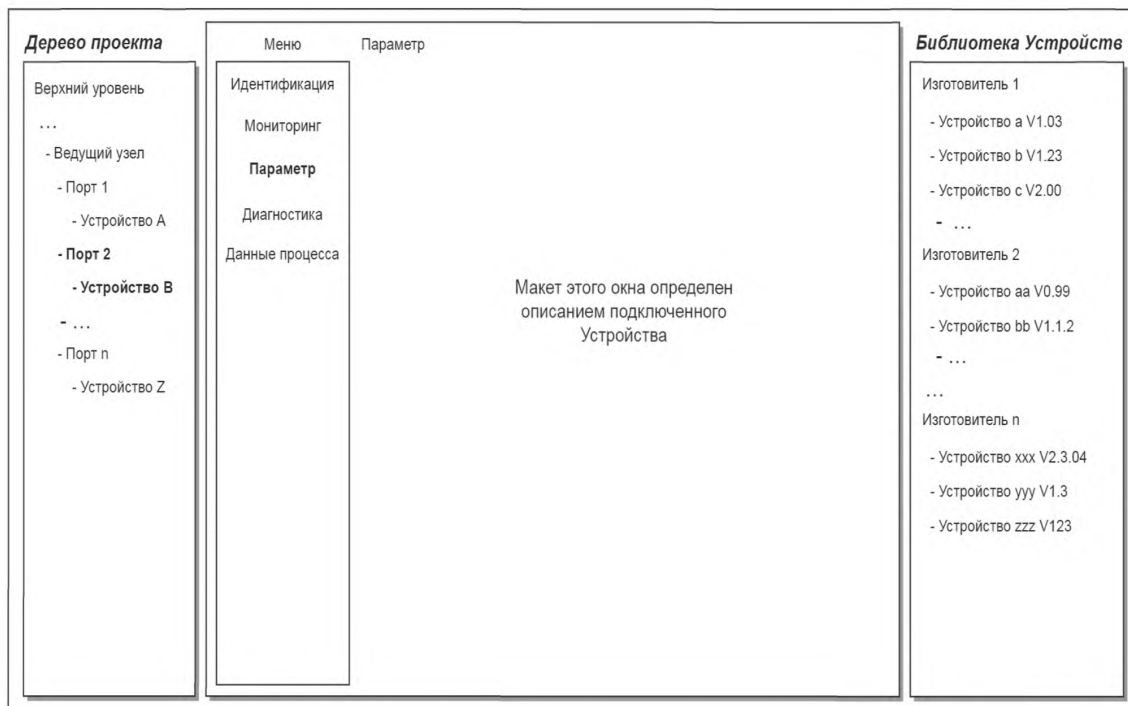 Дерево проекта
Верхний уровень
...
- Ведущий узел
- Порт 1
- Устройство A
- Порт 2
- Устройство B
- ...
- Порт n
- Устройство Z
Меню
Параметр
Идентификация
Мониторинг
Параметр
Диагностика
Данные процесса
Макет этого окна определен
описанием подключенного
Устройства
Библиотека Устройств
Изготовитель 1
- Устройство a V1.03
- Устройство b V1.23
- Устройство c V2.00
- ...
Изготовитель 2
- Устройство aa V0.99
- Устройство bb V1.1.2
- ...
...
Изготовитель n
- Устройство xxx V2.3.04
- Устройство yyy V1.3
- Устройство zzz V123